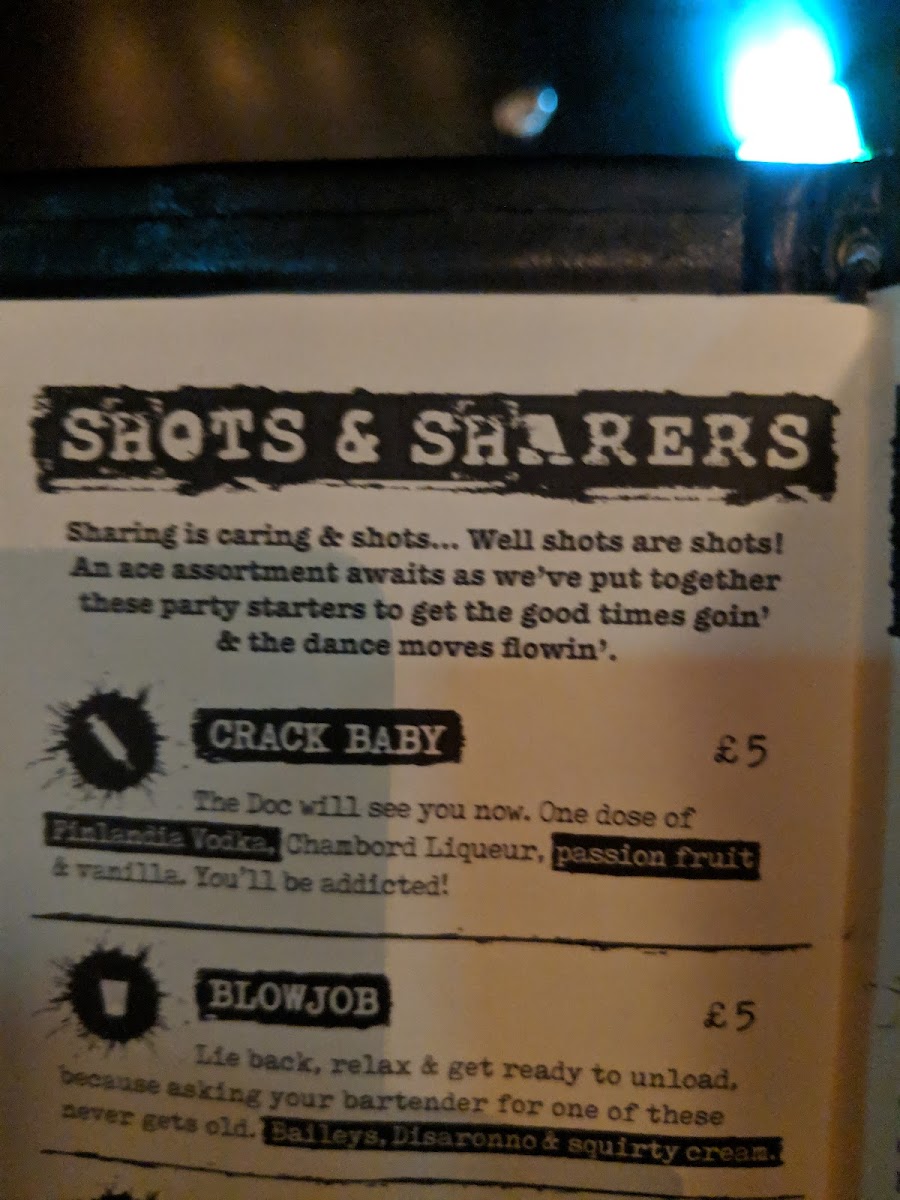 SHOTS & SHARERS
Sharing is caring & shots... Well shots are shots!
An ace assortment awaits as we've put together
these party starters to get the good times goin'
& the dance moves flowin'.
CRACK BABY £5
The Doc will see you now. One dose of
Finlandia Vodka, Chambord Liqueur, passion fruit
& vanilla. You'll be addicted!
BLOWJOB £5
Lie back, relax & get ready to unload,
because asking your bartender for one of these
never gets old. Baileys, Disaronno & squirty cream.